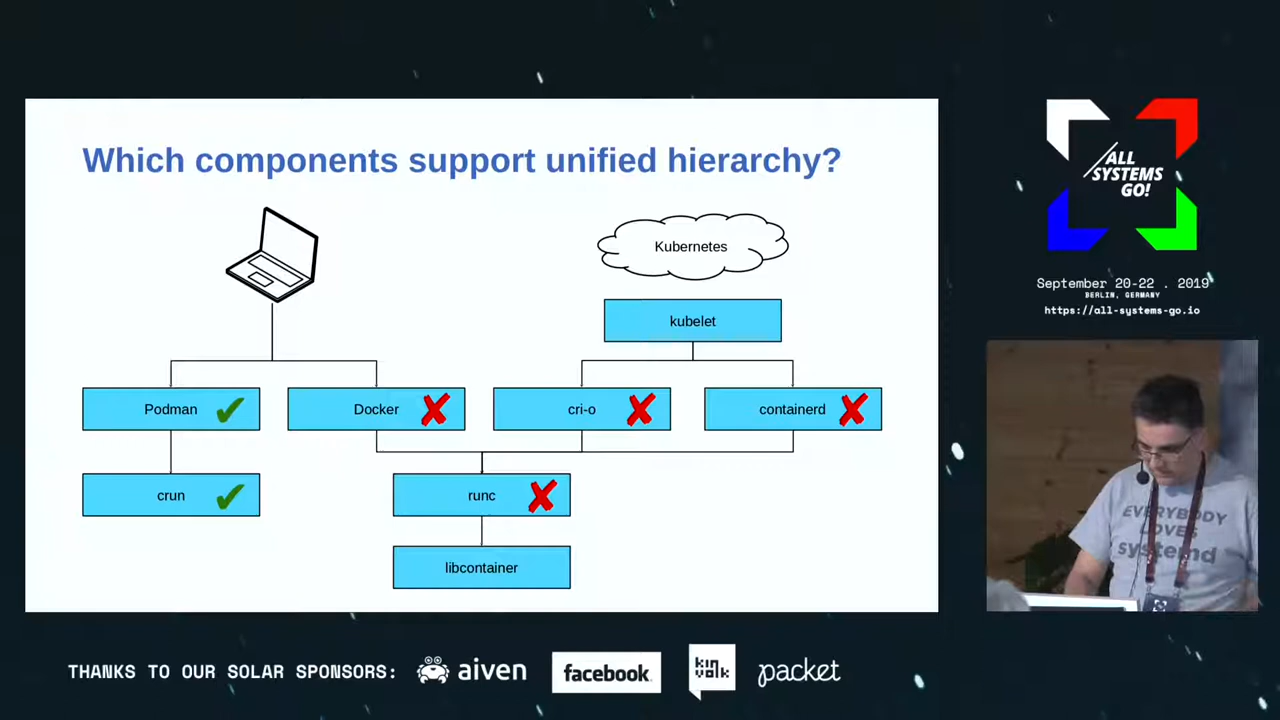 Which components support unified hierarchy?
Kubernetes
kubelet
Podman
Docker
cri-o
containerd
crun
runc
libcontainer
ALL
SYSTEMS
GO!
September 20-22 . 2019
BERLIN, GERMANY
https://all-systems-go.io
EVERYBODY
LOVES
systemd
THANKS TO OUR SOLAR SPONSORS:
aiven
facebook
kinvolk
packet